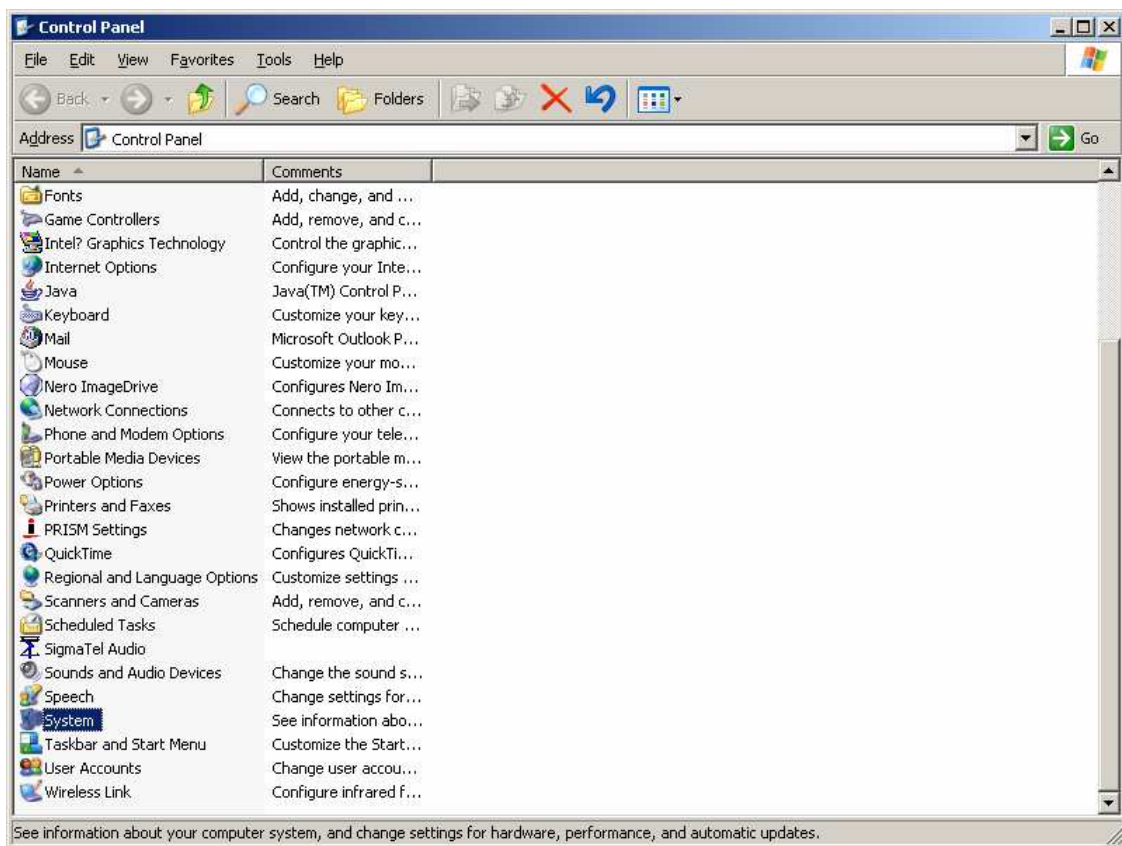 Control Panel
File Edit View Favorites Tools Help
Back Search Folders
Address Control Panel Go
Name Comments
Fonts Add, change, and ...
Game Controllers Add, remove, and c...
Intel? Graphics Technology Control the graphic...
Internet Options Configure your Inte...
Java Java(TM) Control P...
Keyboard Customize your key...
Mail Microsoft Outlook P...
Mouse Customize your mo...
Nero ImageDrive Configures Nero Im...
Network Connections Connects to other c...
Phone and Modem Options Configure your tele...
Portable Media Devices View the portable m...
Power Options Configure energy-s...
Printers and Faxes Shows installed prin...
PRISM Settings Changes network c...
QuickTime Configures QuickTi...
Regional and Language Options Customize settings ...
Scanners and Cameras Add, remove, and c...
Scheduled Tasks Schedule computer ...
SigmaTel Audio
Sounds and Audio Devices Change the sound s...
Speech Change settings for...
System See information abo...
Taskbar and Start Menu Customize the Start...
User Accounts Change user accou...
Wireless Link Configure infrared f...
See information about your computer system, and change settings for hardware, performance, and automatic updates.